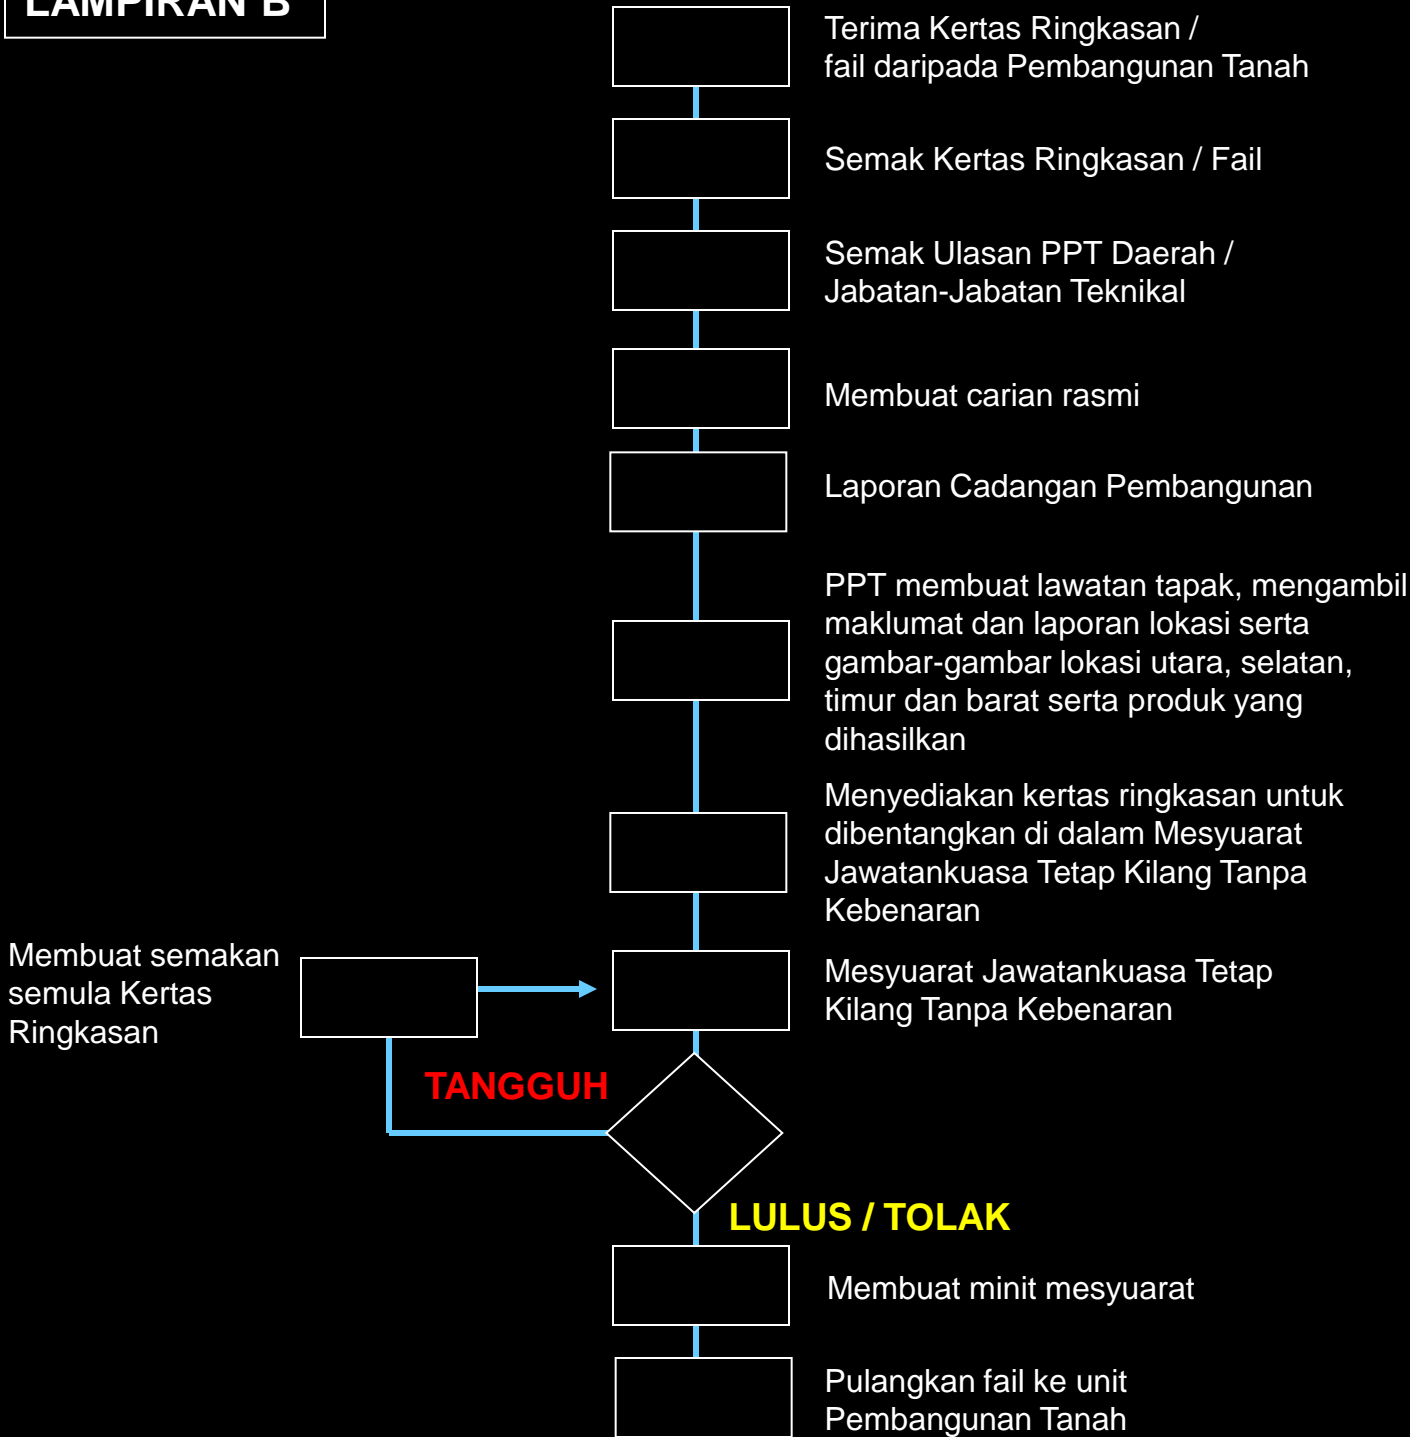 LAMPIRAN B
Terima Kertas Ringkasan /
fail daripada Pembangunan Tanah
Semak Kertas Ringkasan / Fail
Semak Ulasan PPT Daerah /
Jabatan-Jabatan Teknikal
Membuat carian rasmi
Laporan Cadangan Pembangunan
PPT membuat lawatan tapak, mengambil
maklumat dan laporan lokasi serta
gambar-gambar lokasi utara, selatan,
timur dan barat serta produk yang
dihasilkan
Menyediakan kertas ringkasan untuk
dibentangkan di dalam Mesyuarat
Jawatankuasa Tetap Kilang Tanpa
Kebenaran
Membuat semakan
semula Kertas
Ringkasan
Mesyuarat Jawatankuasa Tetap
Kilang Tanpa Kebenaran
TANGGUH
LULUS / TOLAK
Membuat minit mesyuarat
Pulangkan fail ke unit
Pembangunan Tanah